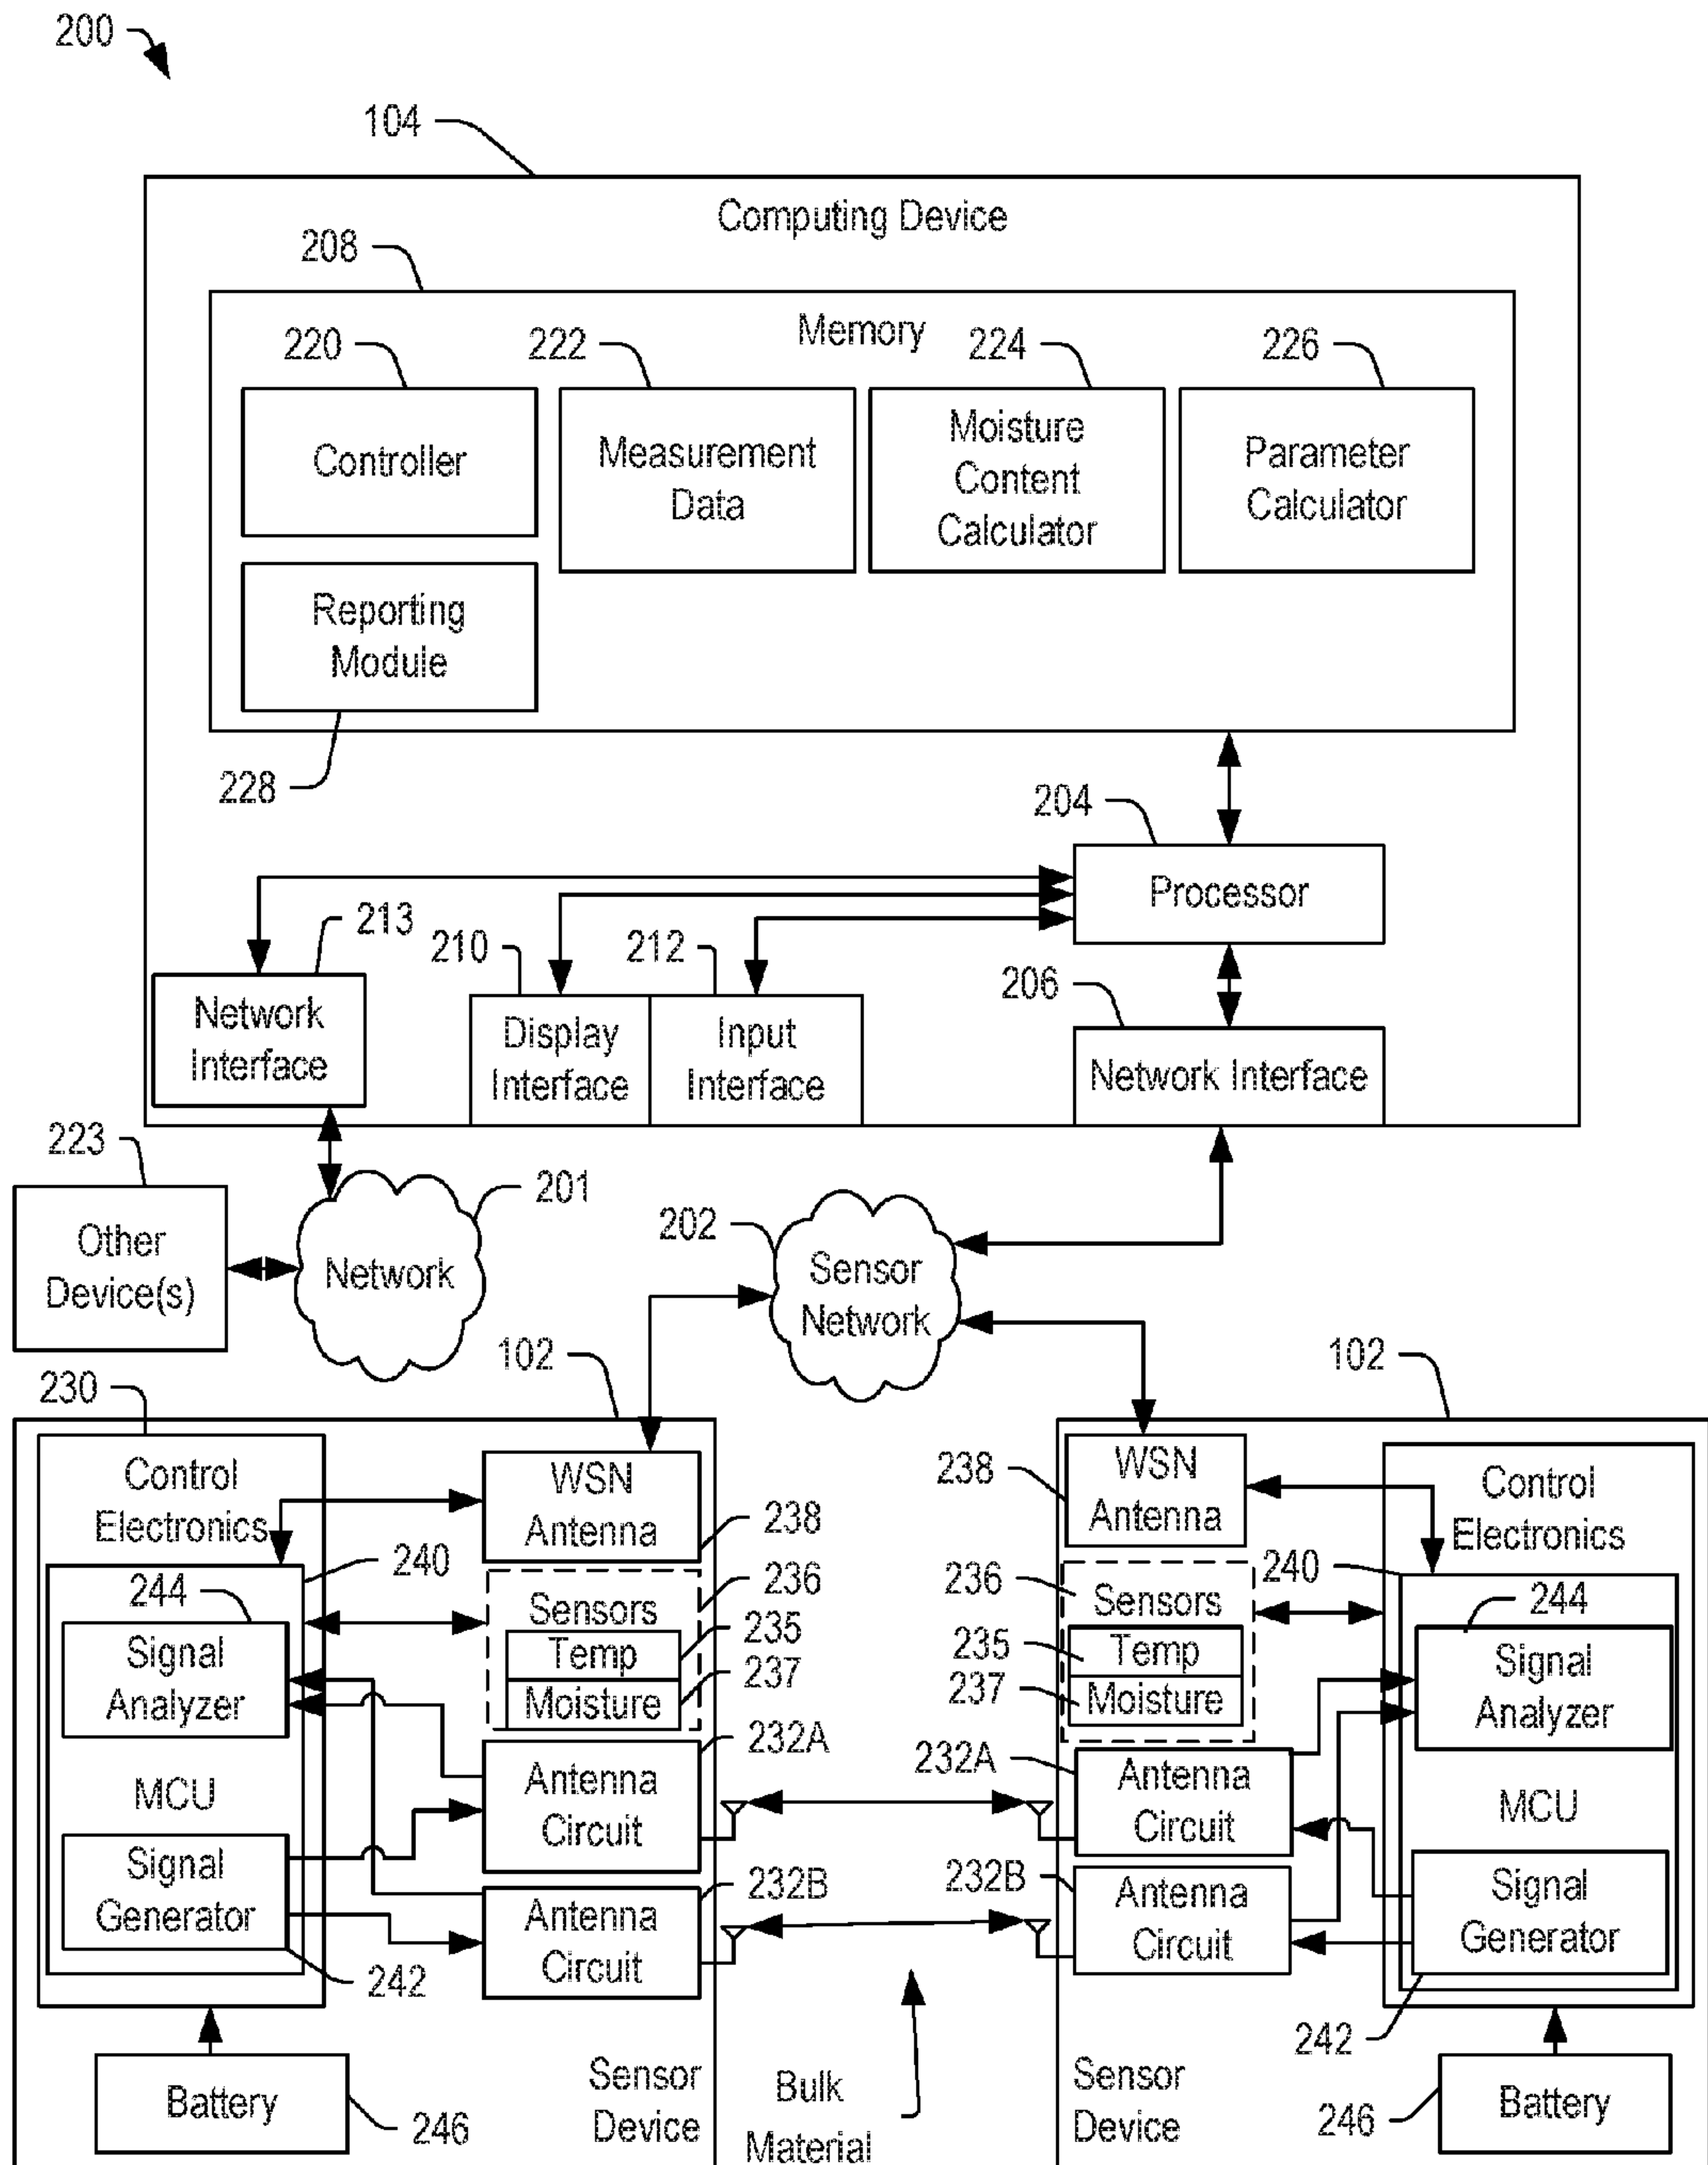 200
104
Computing Device
208
Memory
220
222
224
226
Controller
Measurement
Data
Moisture
Content
Calculator
Parameter
Calculator
Reporting
Module
228
204
Processor
213
210
212
206
Network
Interface
Display
Interface
Input
Interface
Network Interface
223
201
202
Other
Device(s)
Network
Sensor
Network
102
102
230
Control
Electronics
WSN
Antenna
238
238
WSN
Antenna
Control
Electronics
240
236
236
240
244
Sensors
Sensors
244
Signal
Analyzer
Temp
235
235
Temp
Signal
Analyzer
Moisture
237
237
Moisture
232A
232A
MCU
Antenna
Circuit
Antenna
Circuit
MCU
Signal
Generator
232B
232B
Signal
Generator
Antenna
Circuit
Antenna
Circuit
242
242
Battery
246
Sensor
Device
Bulk
Material
Sensor
Device
246
Battery